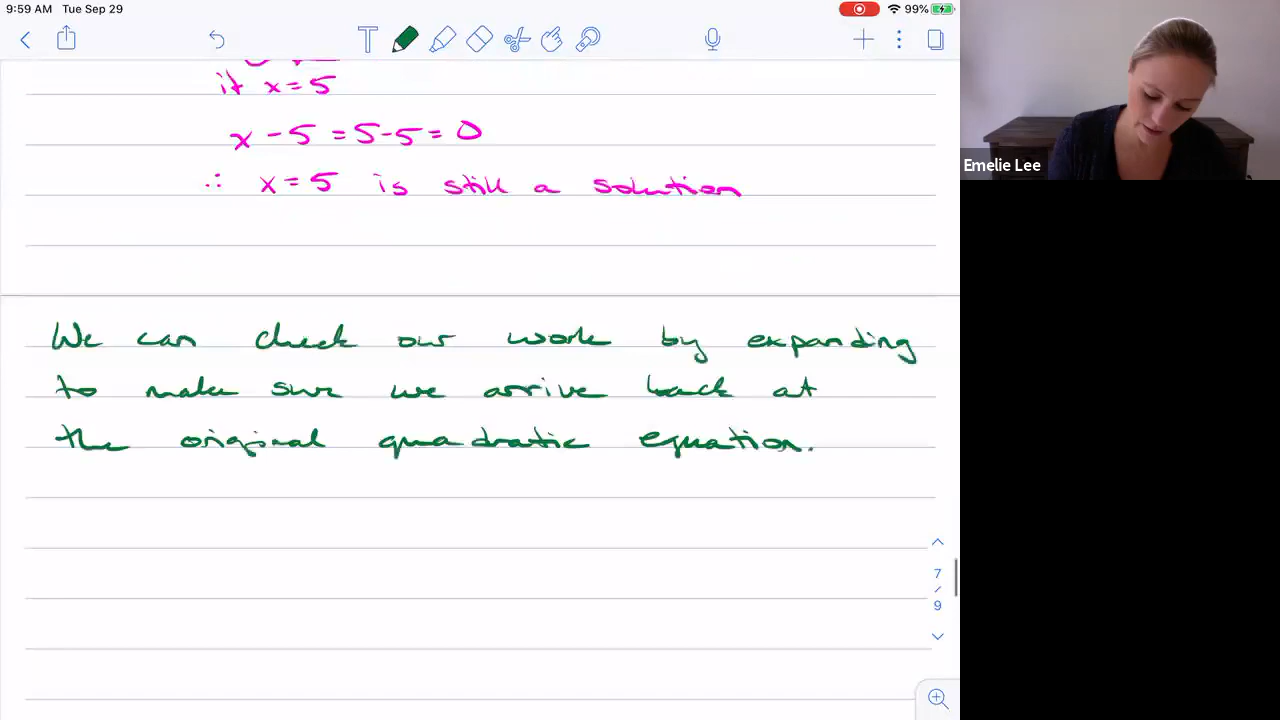 9:59 AM Tue Sep 29
99%
if x = 5
x - 5 = 5 - 5 = 0
∴ x = 5 is still a solution
We can check our work by expanding
to make sure we arrive back at
the original quadratic equation.
7
/
9
Emelie Lee